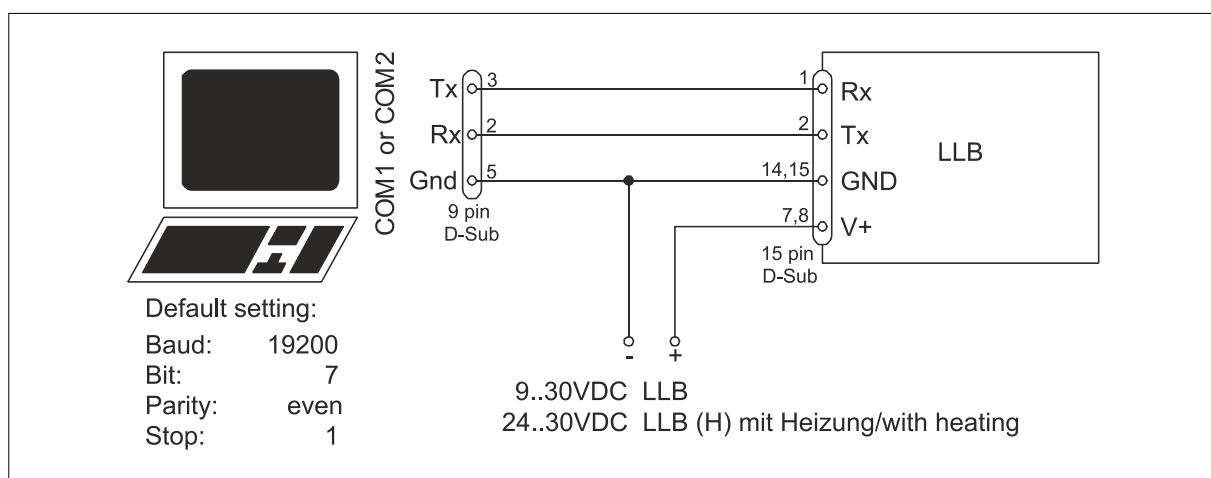 COM1 or COM2
Tx 3
Rx 2
Gnd 5
9 pin
D-Sub
1 Rx
2 Tx
14,15 GND
7,8 V+
15 pin
D-Sub
LLB
Default setting:
Baud: 19200
Bit: 7
Parity: even
Stop: 1
- +
9..30VDC LLB
24..30VDC LLB (H) mit Heizung/with heating